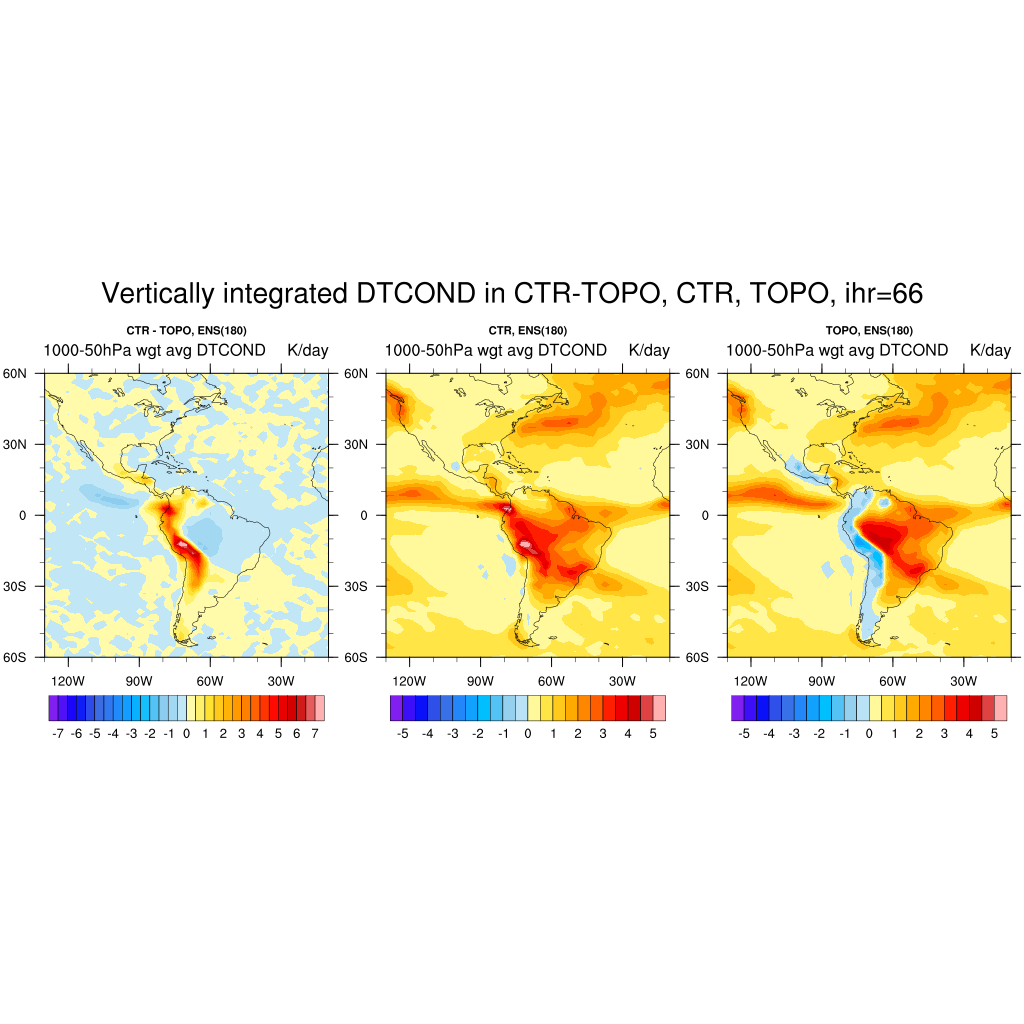 Vertically integrated DTCOND in CTR-TOPO, CTR, TOPO, ihr=66
CTR - TOPO, ENS(180)
1000-50hPa wgt avg DTCOND K/day
60N
30N
0
30S
60S
120W 90W 60W 30W
-7 -6 -5 -4 -3 -2 -1 0 1 2 3 4 5 6 7
CTR, ENS(180)
1000-50hPa wgt avg DTCOND K/day
60N
30N
0
30S
60S
120W 90W 60W 30W
-5 -4 -3 -2 -1 0 1 2 3 4 5
TOPO, ENS(180)
1000-50hPa wgt avg DTCOND K/day
60N
30N
0
30S
60S
120W 90W 60W 30W
-5 -4 -3 -2 -1 0 1 2 3 4 5